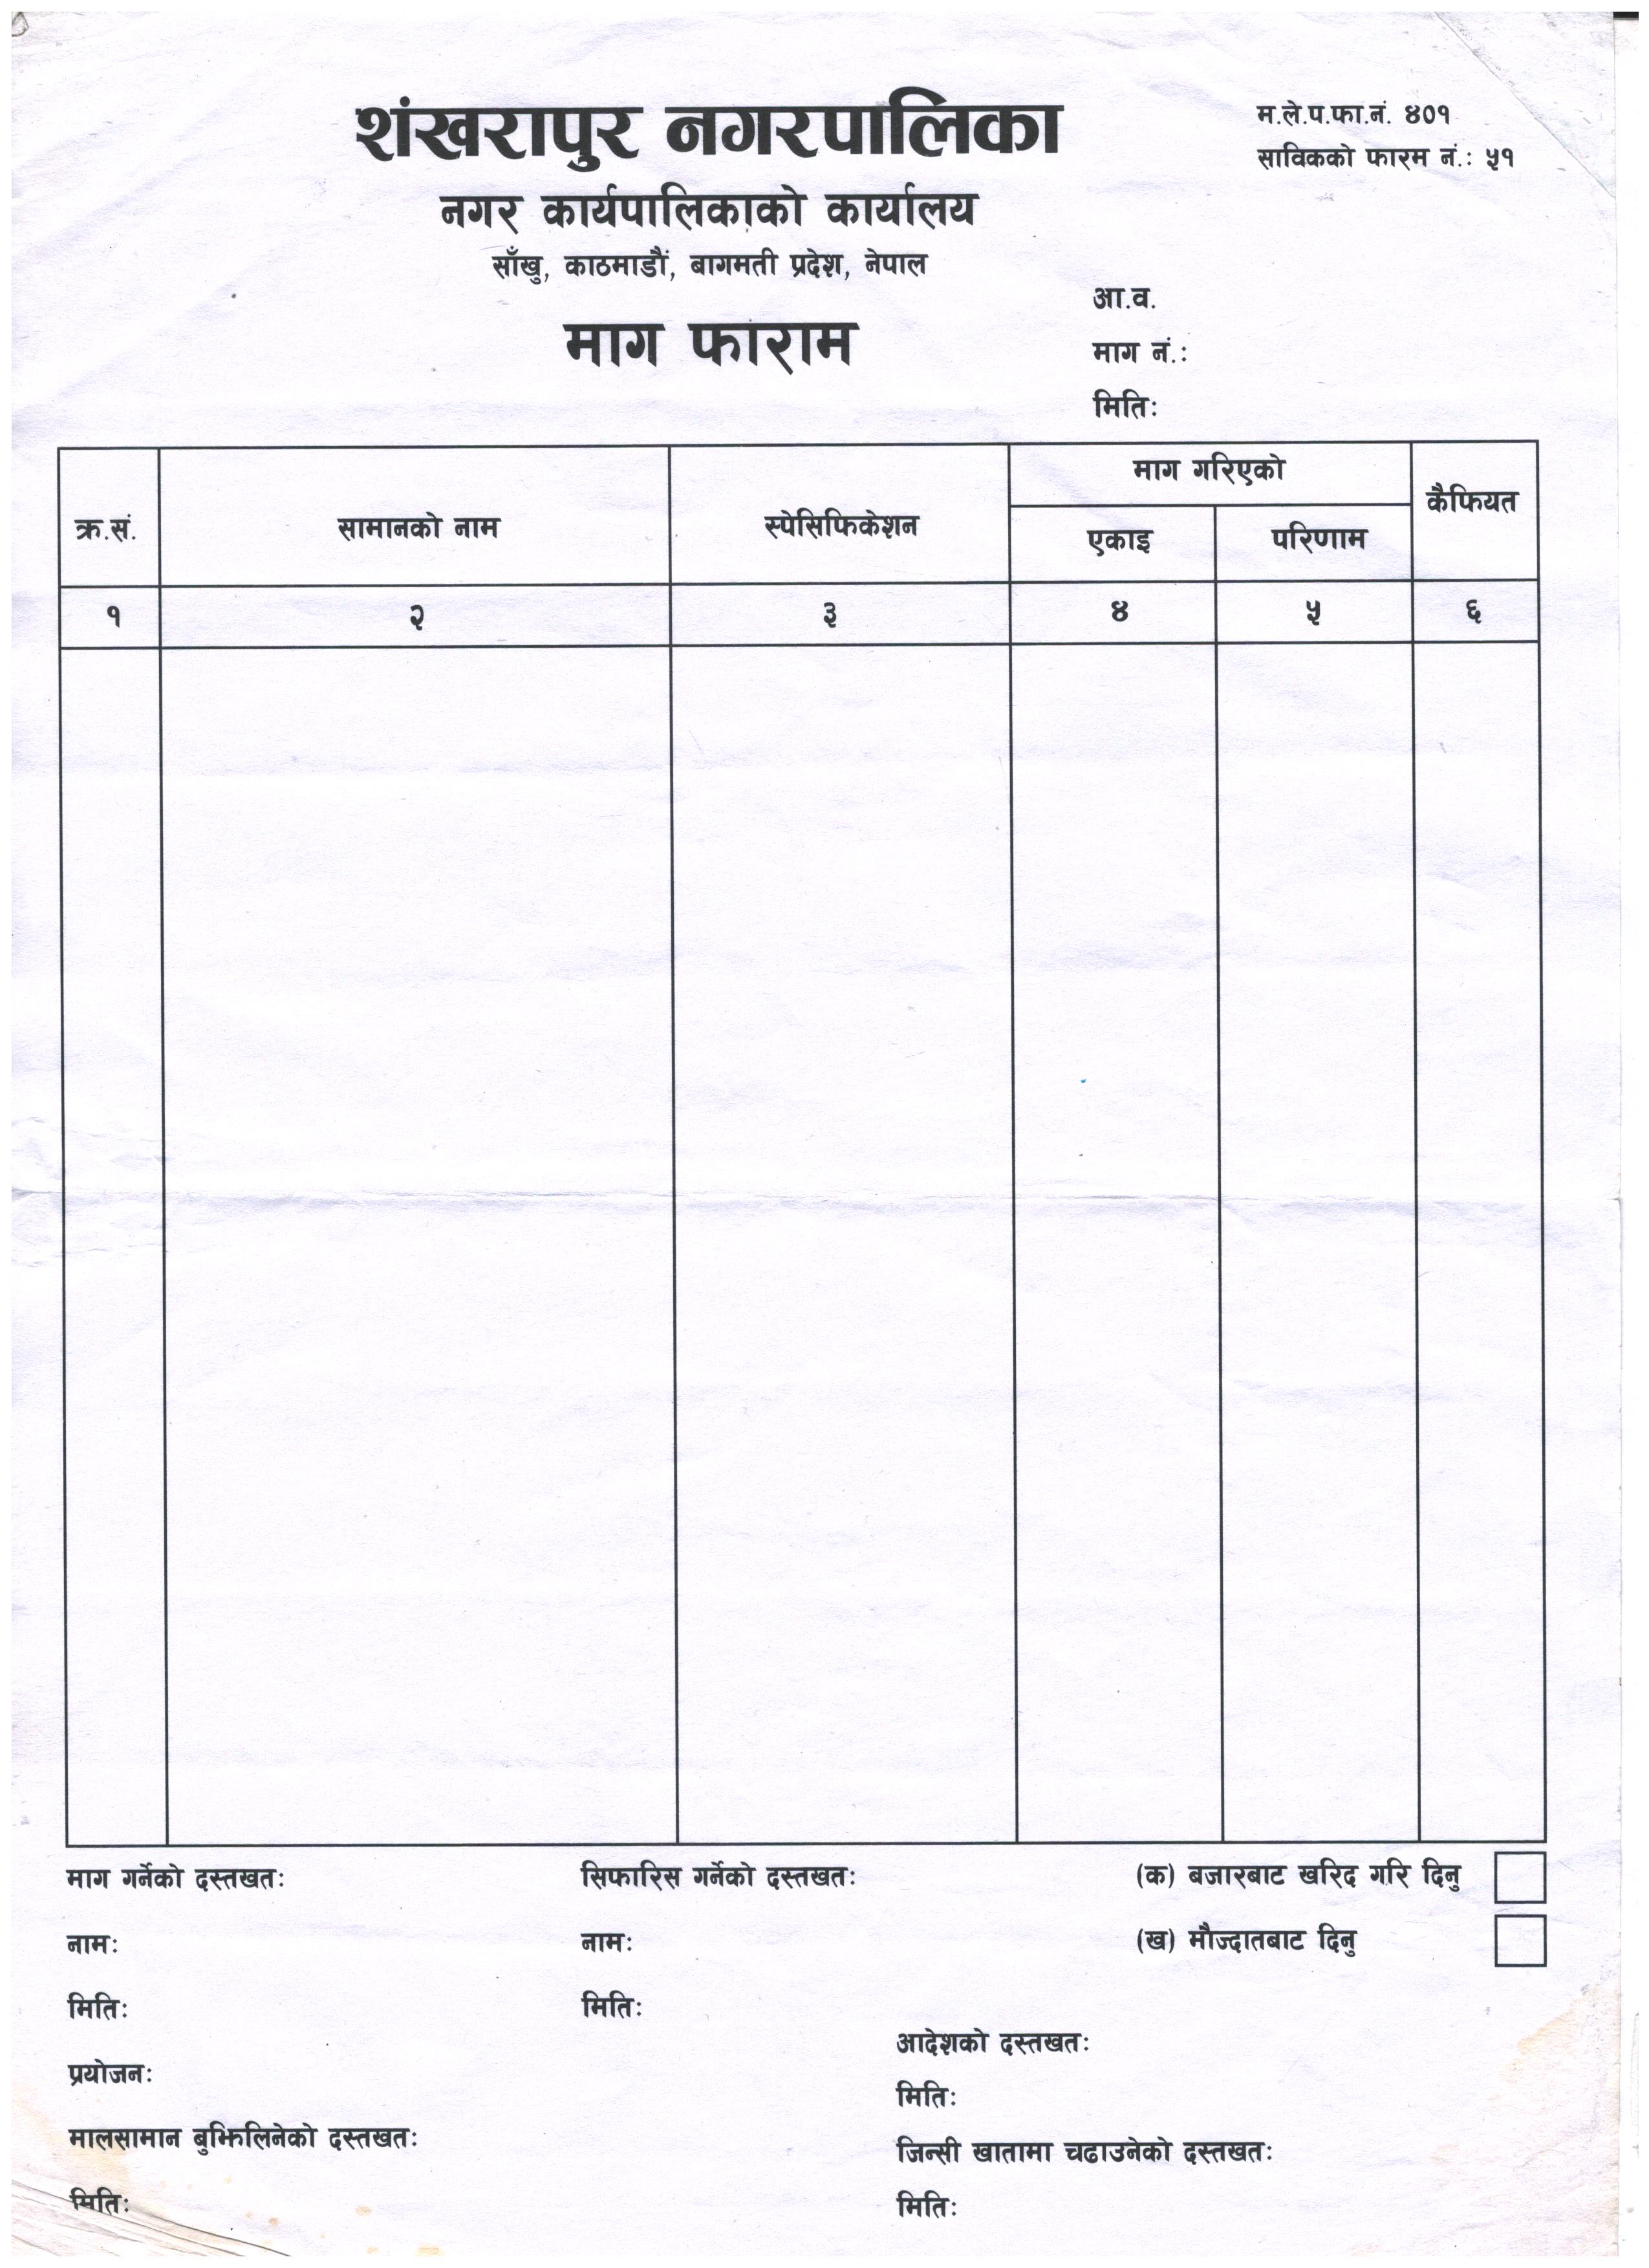 शंखरापुर नगरपालिका
म.ले.प.फा.नं. ४०१
साविकको फारम नं.: ५१
नगर कार्यपालिकाको कार्यालय
साँखु, काठमाडौं, बागमती प्रदेश, नेपाल
माग फाराम
आ.व.
माग नं.:
मिति:
क्र.सं. सामानको नाम स्पेसिफिकेशन माग गरिएको कैफियत
एकाइ परिणाम
१ २ ३ ४ ५ ६
माग गर्नेको दस्तखत: सिफारिस गर्नेको दस्तखत: (क) बजारबाट खरिद गरि दिनु
नाम: नाम: (ख) मौज्दातबाट दिनु
मिति: मिति:
आदेशको दस्तखत:
प्रयोजन:
मिति:
मालसामान बुझिलिनेको दस्तखत:
जिन्सी खातामा चढाउनेको दस्तखत:
मिति: मिति: